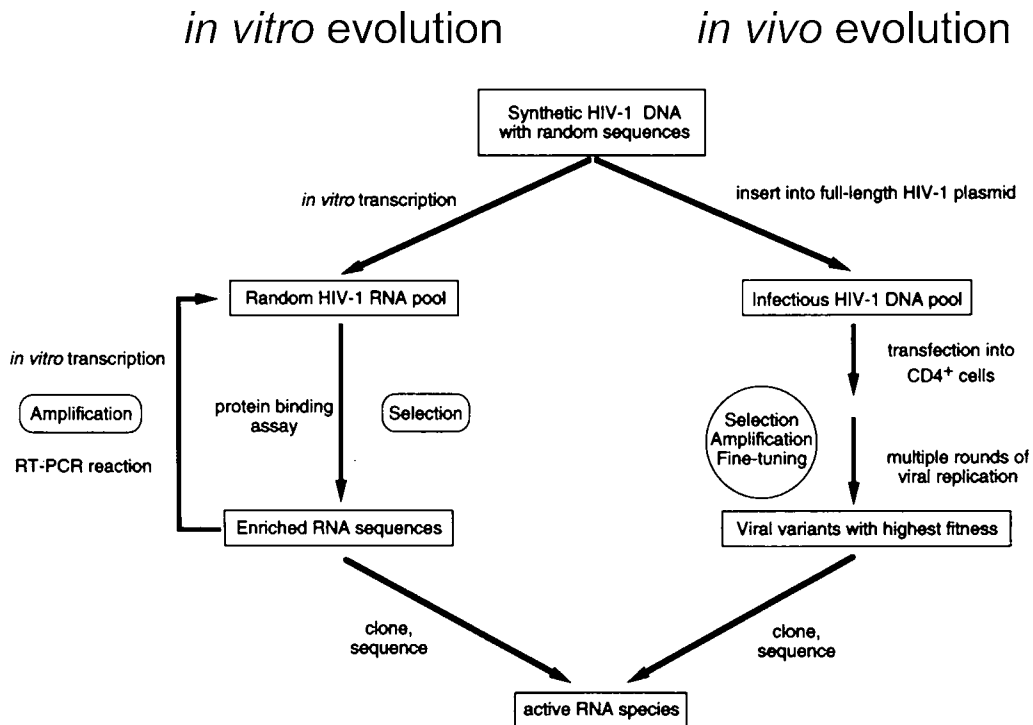 in vitro evolution
in vivo evolution
Synthetic HIV-1 DNA
with random sequences
in vitro transcription
insert into full-length HIV-1 plasmid
Random HIV-1 RNA pool
Infectious HIV-1 DNA pool
in vitro transcription
Amplification
RT-PCR reaction
protein binding
assay
Selection
transfection into
CD4+ cells
Selection
Amplification
Fine-tuning
multiple rounds of
viral replication
Enriched RNA sequences
Viral variants with highest fitness
clone,
sequence
clone,
sequence
active RNA species